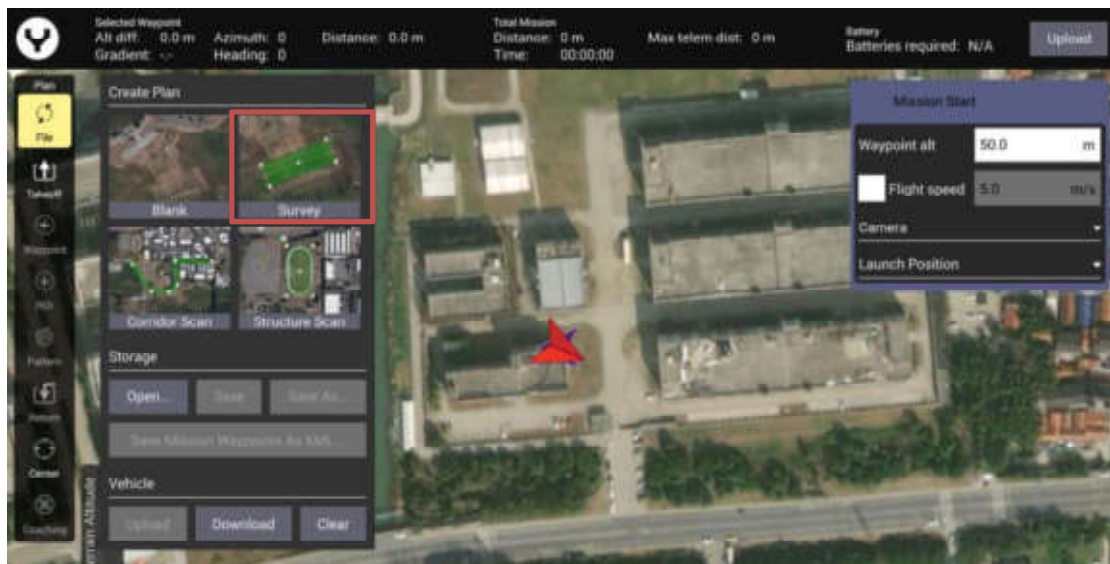 Selected Waypoint
Alt diff: 0.0 m Azimuth: 0 Distance: 0.0 m
Gradient: -.- Heading: 0
Total Mission
Distance: 0 m Max telem dist: 0 m
Time: 00:00:00
Battery
Batteries required: N/A
Upload
Plan
File
Takeoff
Waypoint
ROI
Pattern
Return
Center
Create Plan
Blank Survey
Corridor Scan Structure Scan
Storage
Open... Save Save As...
Save Mission Waypoints As KML...
Vehicle
Upload Download Clear
Mission Start
Waypoint alt 50.0 m
Flight speed 5.0 m/s
Camera
Launch Position